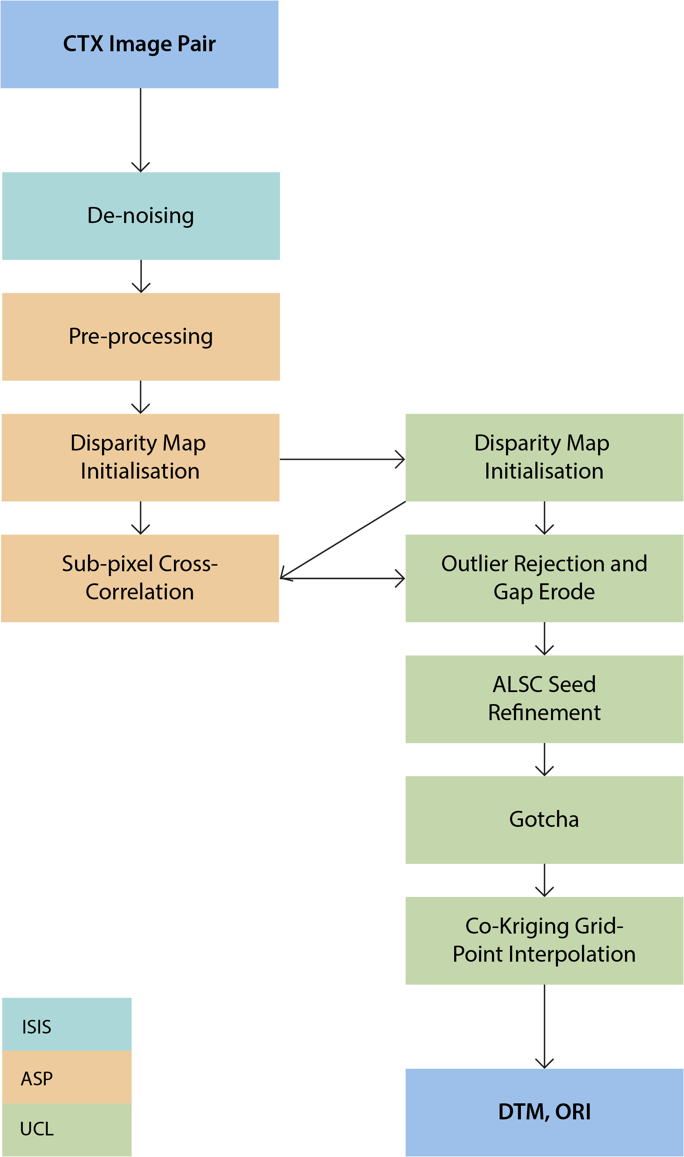 CTX Image Pair
De-noising
Pre-processing
Disparity Map
Initialisation
Disparity Map
Initialisation
Sub-pixel Cross-
Correlation
Outlier Rejection and
Gap Erode
ALSC Seed
Refinement
Gotcha
Co-Kriging Grid-
Point Interpolation
DTM, ORI
ISIS
ASP
UCL